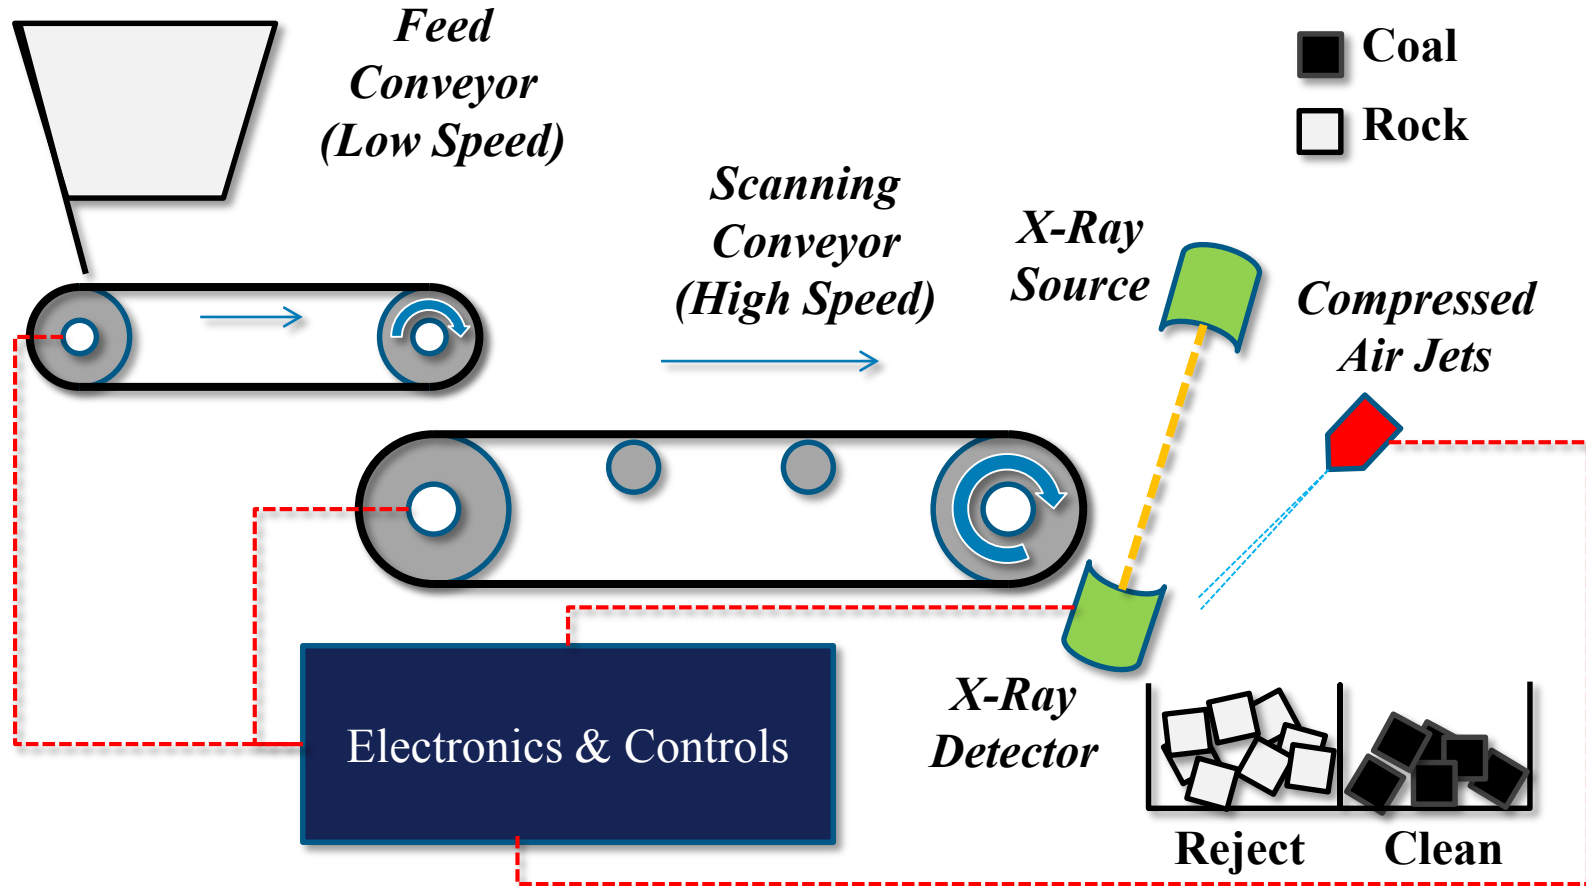 Feed
Conveyor
(Low Speed)
Coal
Rock
Scanning
Conveyor
(High Speed)
X-Ray
Source
Compressed
Air Jets
Electronics & Controls
X-Ray
Detector
Reject
Clean